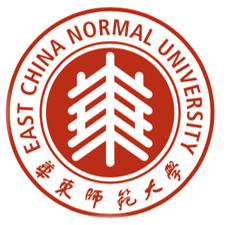 EAST CHINA NORMAL UNIVERSITY
華東師範大學